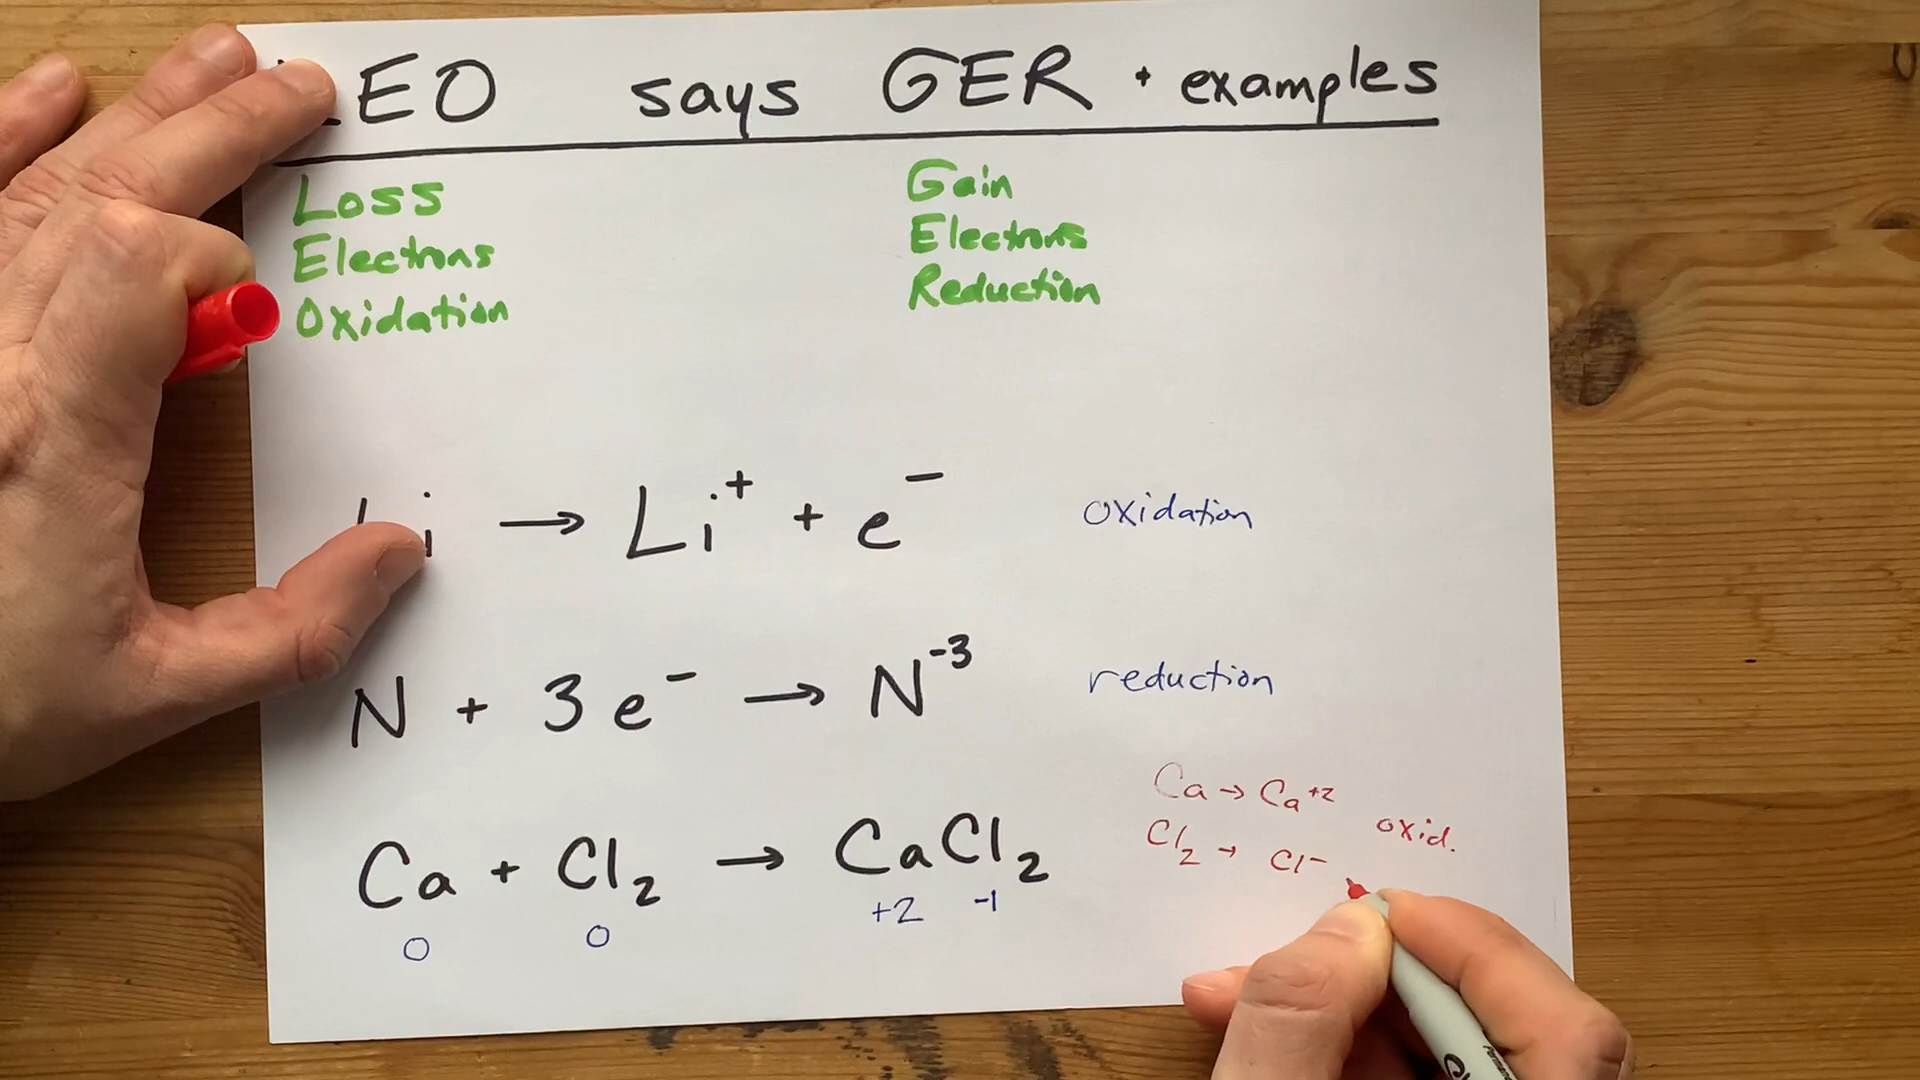 EO says GER + examples
Loss
Electrons
Oxidation
Gain
Electrons
Reduction
Li → Li⁺ + e⁻ oxidation
N + 3e⁻ → N⁻³ reduction
Ca → Ca⁺²
Cl₂ → Cl⁻
oxid.
Ca + Cl₂ → CaCl₂
0 0 +2 -1